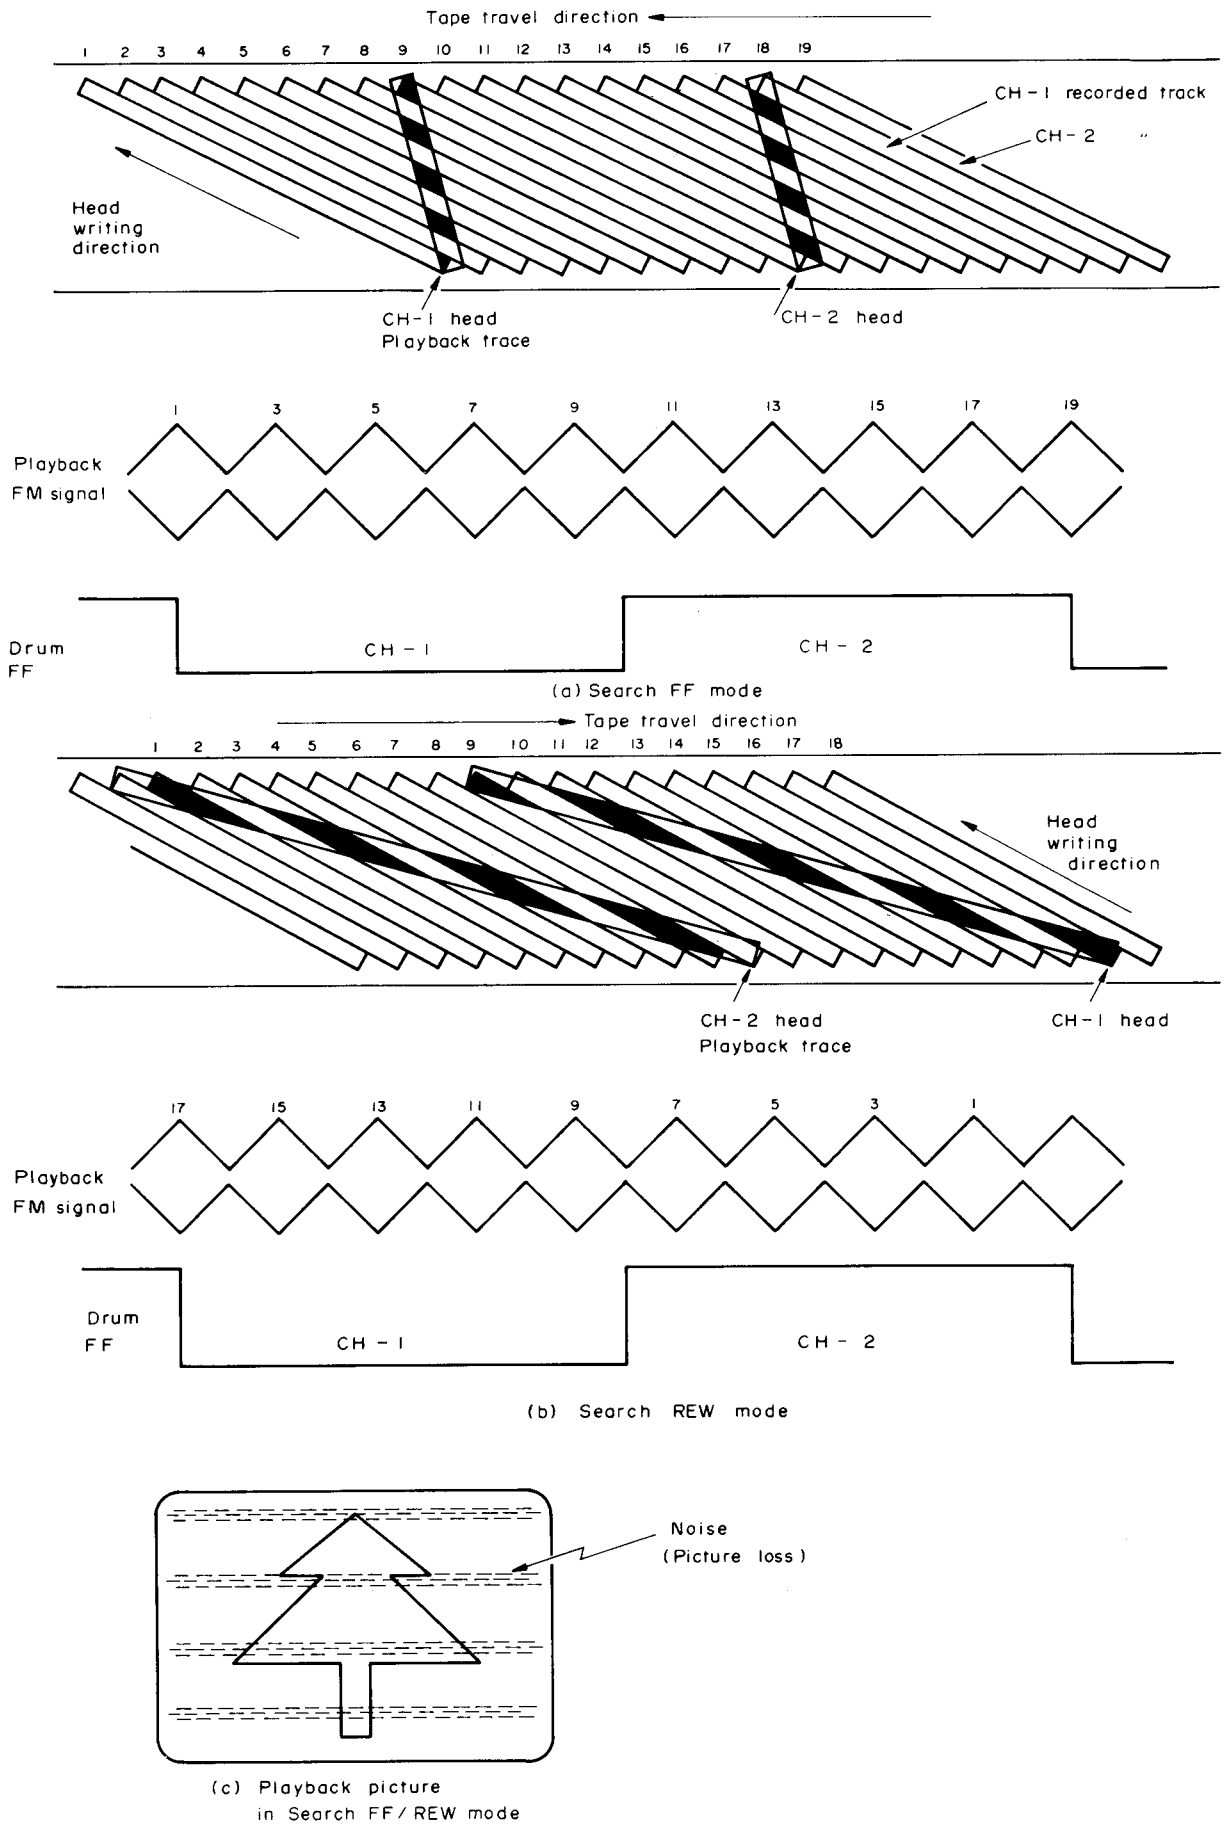 Tape travel direction
1 2 3 4 5 6 7 8 9 10 11 12 13 14 15 16 17 18 19
CH-1 recorded track
CH-2 "
Head
writing
direction
CH-1 head
Playback trace
CH-2 head
1 3 5 7 9 11 13 15 17 19
Playback
FM signal
Drum
FF
CH-1
CH-2
(a) Search FF mode
Tape travel direction
1 2 3 4 5 6 7 8 9 10 11 12 13 14 15 16 17 18
Head
writing
direction
CH-2 head
Playback trace
CH-1 head
17 15 13 11 9 7 5 3 1
Playback
FM signal
Drum
FF
CH-1
CH-2
(b) Search REW mode
Noise
(Picture loss)
(c) Playback picture
in Search FF/REW mode